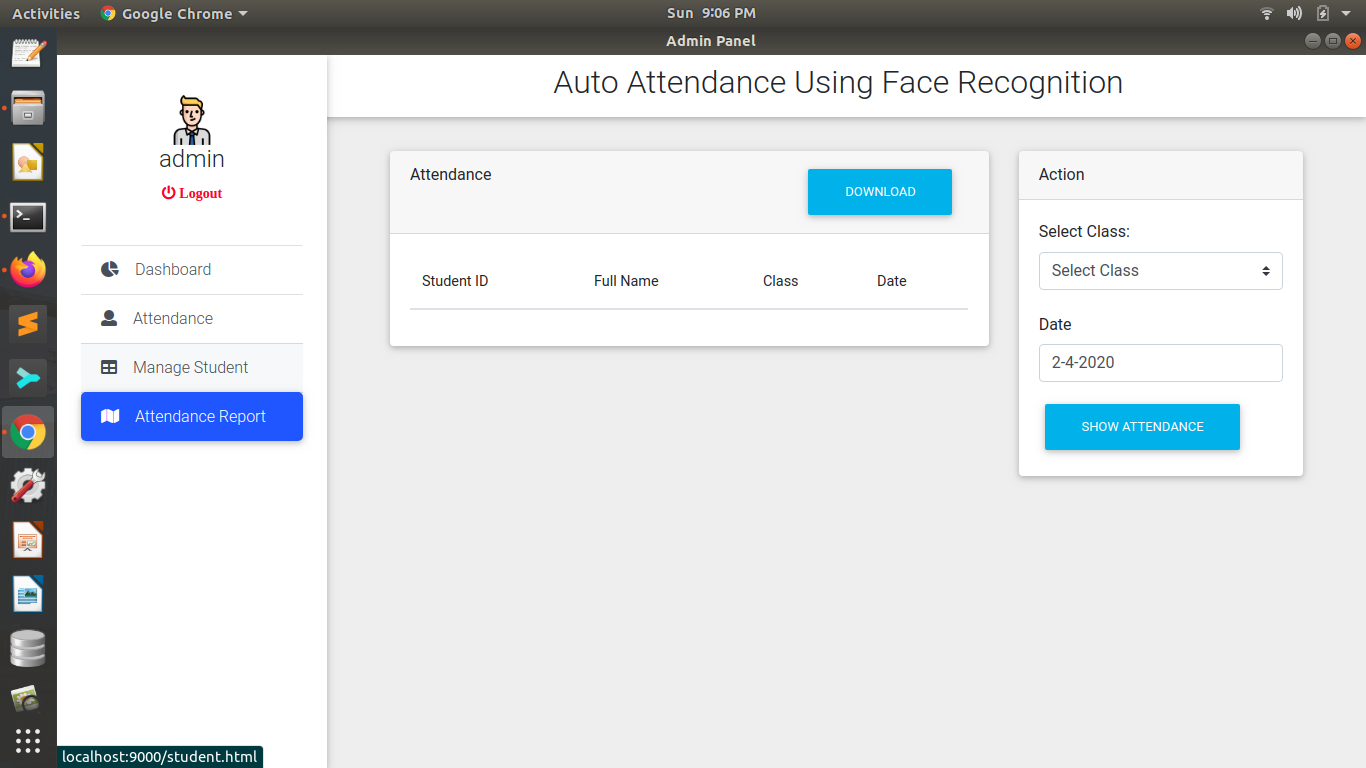 Activities Google Chrome Sun 9:06 PM
Admin Panel
Auto Attendance Using Face Recognition
admin
Logout
Dashboard
Attendance
Manage Student
Attendance Report
Attendance DOWNLOAD
Student ID Full Name Class Date
Action
Select Class:
Select Class
Date
2-4-2020
SHOW ATTENDANCE
localhost:9000/student.html